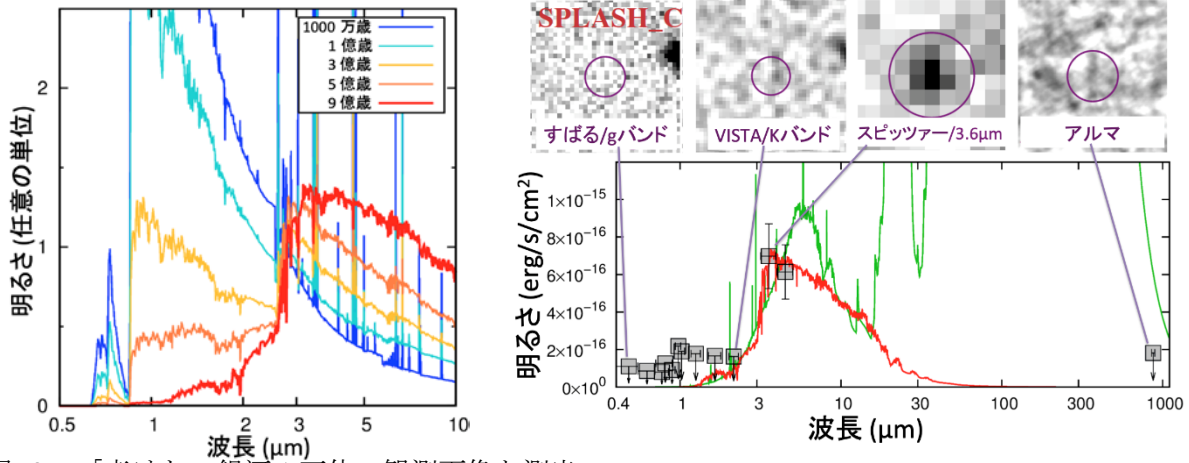 1000 万歳
1 億歳
3 億歳
5 億歳
9 億歳
明るさ (任意の単位)
2
1
0
0.5
1
2
3
5
10
波長 (μm)
SPLASH_C
すばる/gバンド
VISTA/Kバンド
スピッツァー/3.6μm
アルマ
明るさ (erg/s/cm²)
1×10⁻¹⁵
8×10⁻¹⁶
6×10⁻¹⁶
4×10⁻¹⁶
2×10⁻¹⁶
0×10⁰
0.4
1
3
10
30
100
300
1000
波長 (μm)